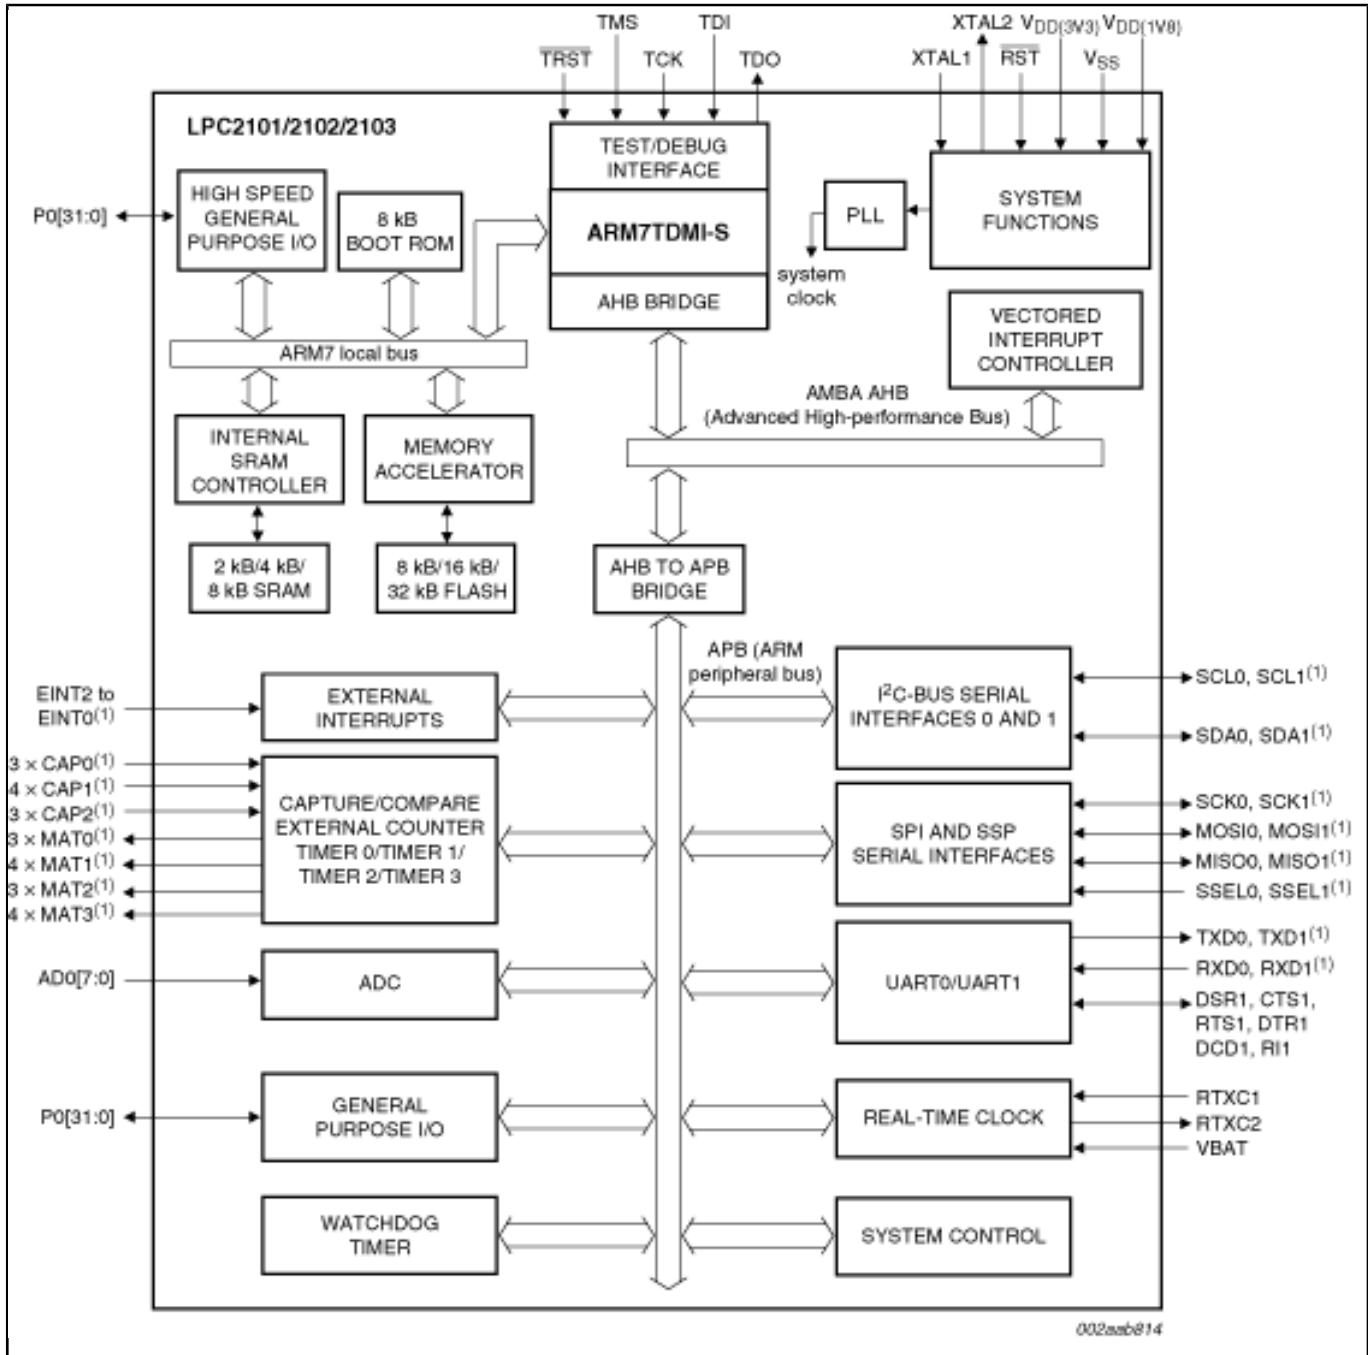 TMS
TDI
XTAL2 VDD(3V3) VDD(1V8)
TRST
TCK
TDO
XTAL1
RST
VSS
LPC2101/2102/2103
P0[31:0]
HIGH SPEED
GENERAL
PURPOSE I/O
8 kB
BOOT ROM
TEST/DEBUG
INTERFACE
ARM7TDMI-S
AHB BRIDGE
PLL
system
clock
SYSTEM
FUNCTIONS
VECTORED
INTERRUPT
CONTROLLER
ARM7 local bus
AMBA AHB
(Advanced High-performance Bus)
INTERNAL
SRAM
CONTROLLER
MEMORY
ACCELERATOR
2 kB/4 kB/
8 kB SRAM
8 kB/16 kB/
32 kB FLASH
AHB TO APB
BRIDGE
APB (ARM
peripheral bus)
EINT2 to
EINT0(1)
EXTERNAL
INTERRUPTS
I2C-BUS SERIAL
INTERFACES 0 AND 1
SCL0, SCL1(1)
SDA0, SDA1(1)
3 × CAP0(1)
4 × CAP1(1)
3 × CAP2(1)
3 × MAT0(1)
4 × MAT1(1)
3 × MAT2(1)
4 × MAT3(1)
CAPTURE/COMPARE
EXTERNAL COUNTER
TIMER 0/TIMER 1/
TIMER 2/TIMER 3
SPI AND SSP
SERIAL INTERFACES
SCK0, SCK1(1)
MOSI0, MOSI1(1)
MISO0, MISO1(1)
SSEL0, SSEL1(1)
AD0[7:0]
ADC
UART0/UART1
TXD0, TXD1(1)
RXD0, RXD1(1)
DSR1, CTS1,
RTS1, DTR1
DCD1, RI1
P0[31:0]
GENERAL
PURPOSE I/O
REAL-TIME CLOCK
RTXC1
RTXC2
VBAT
WATCHDOG
TIMER
SYSTEM CONTROL
002aab814